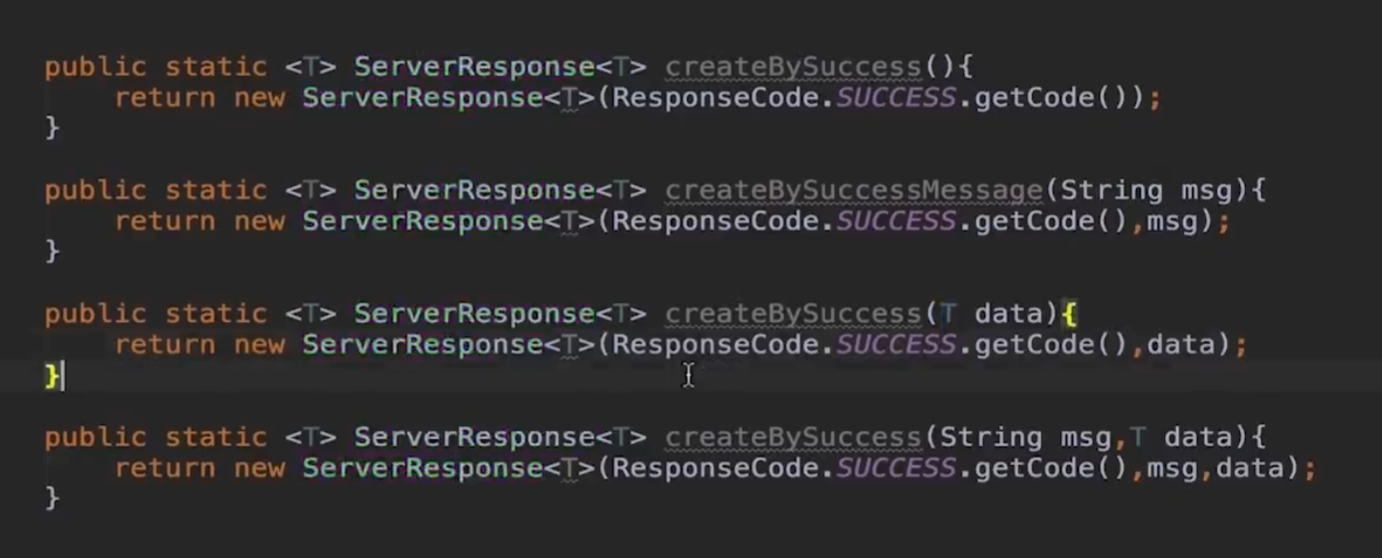 public static <T> ServerResponse<T> createBySuccess(){
return new ServerResponse<T>(ResponseCode.SUCCESS.getCode());
}
public static <T> ServerResponse<T> createBySuccessMessage(String msg){
return new ServerResponse<T>(ResponseCode.SUCCESS.getCode(),msg);
}
public static <T> ServerResponse<T> createBySuccess(T data){
return new ServerResponse<T>(ResponseCode.SUCCESS.getCode(),data);
}
public static <T> ServerResponse<T> createBySuccess(String msg,T data){
return new ServerResponse<T>(ResponseCode.SUCCESS.getCode(),msg,data);
}